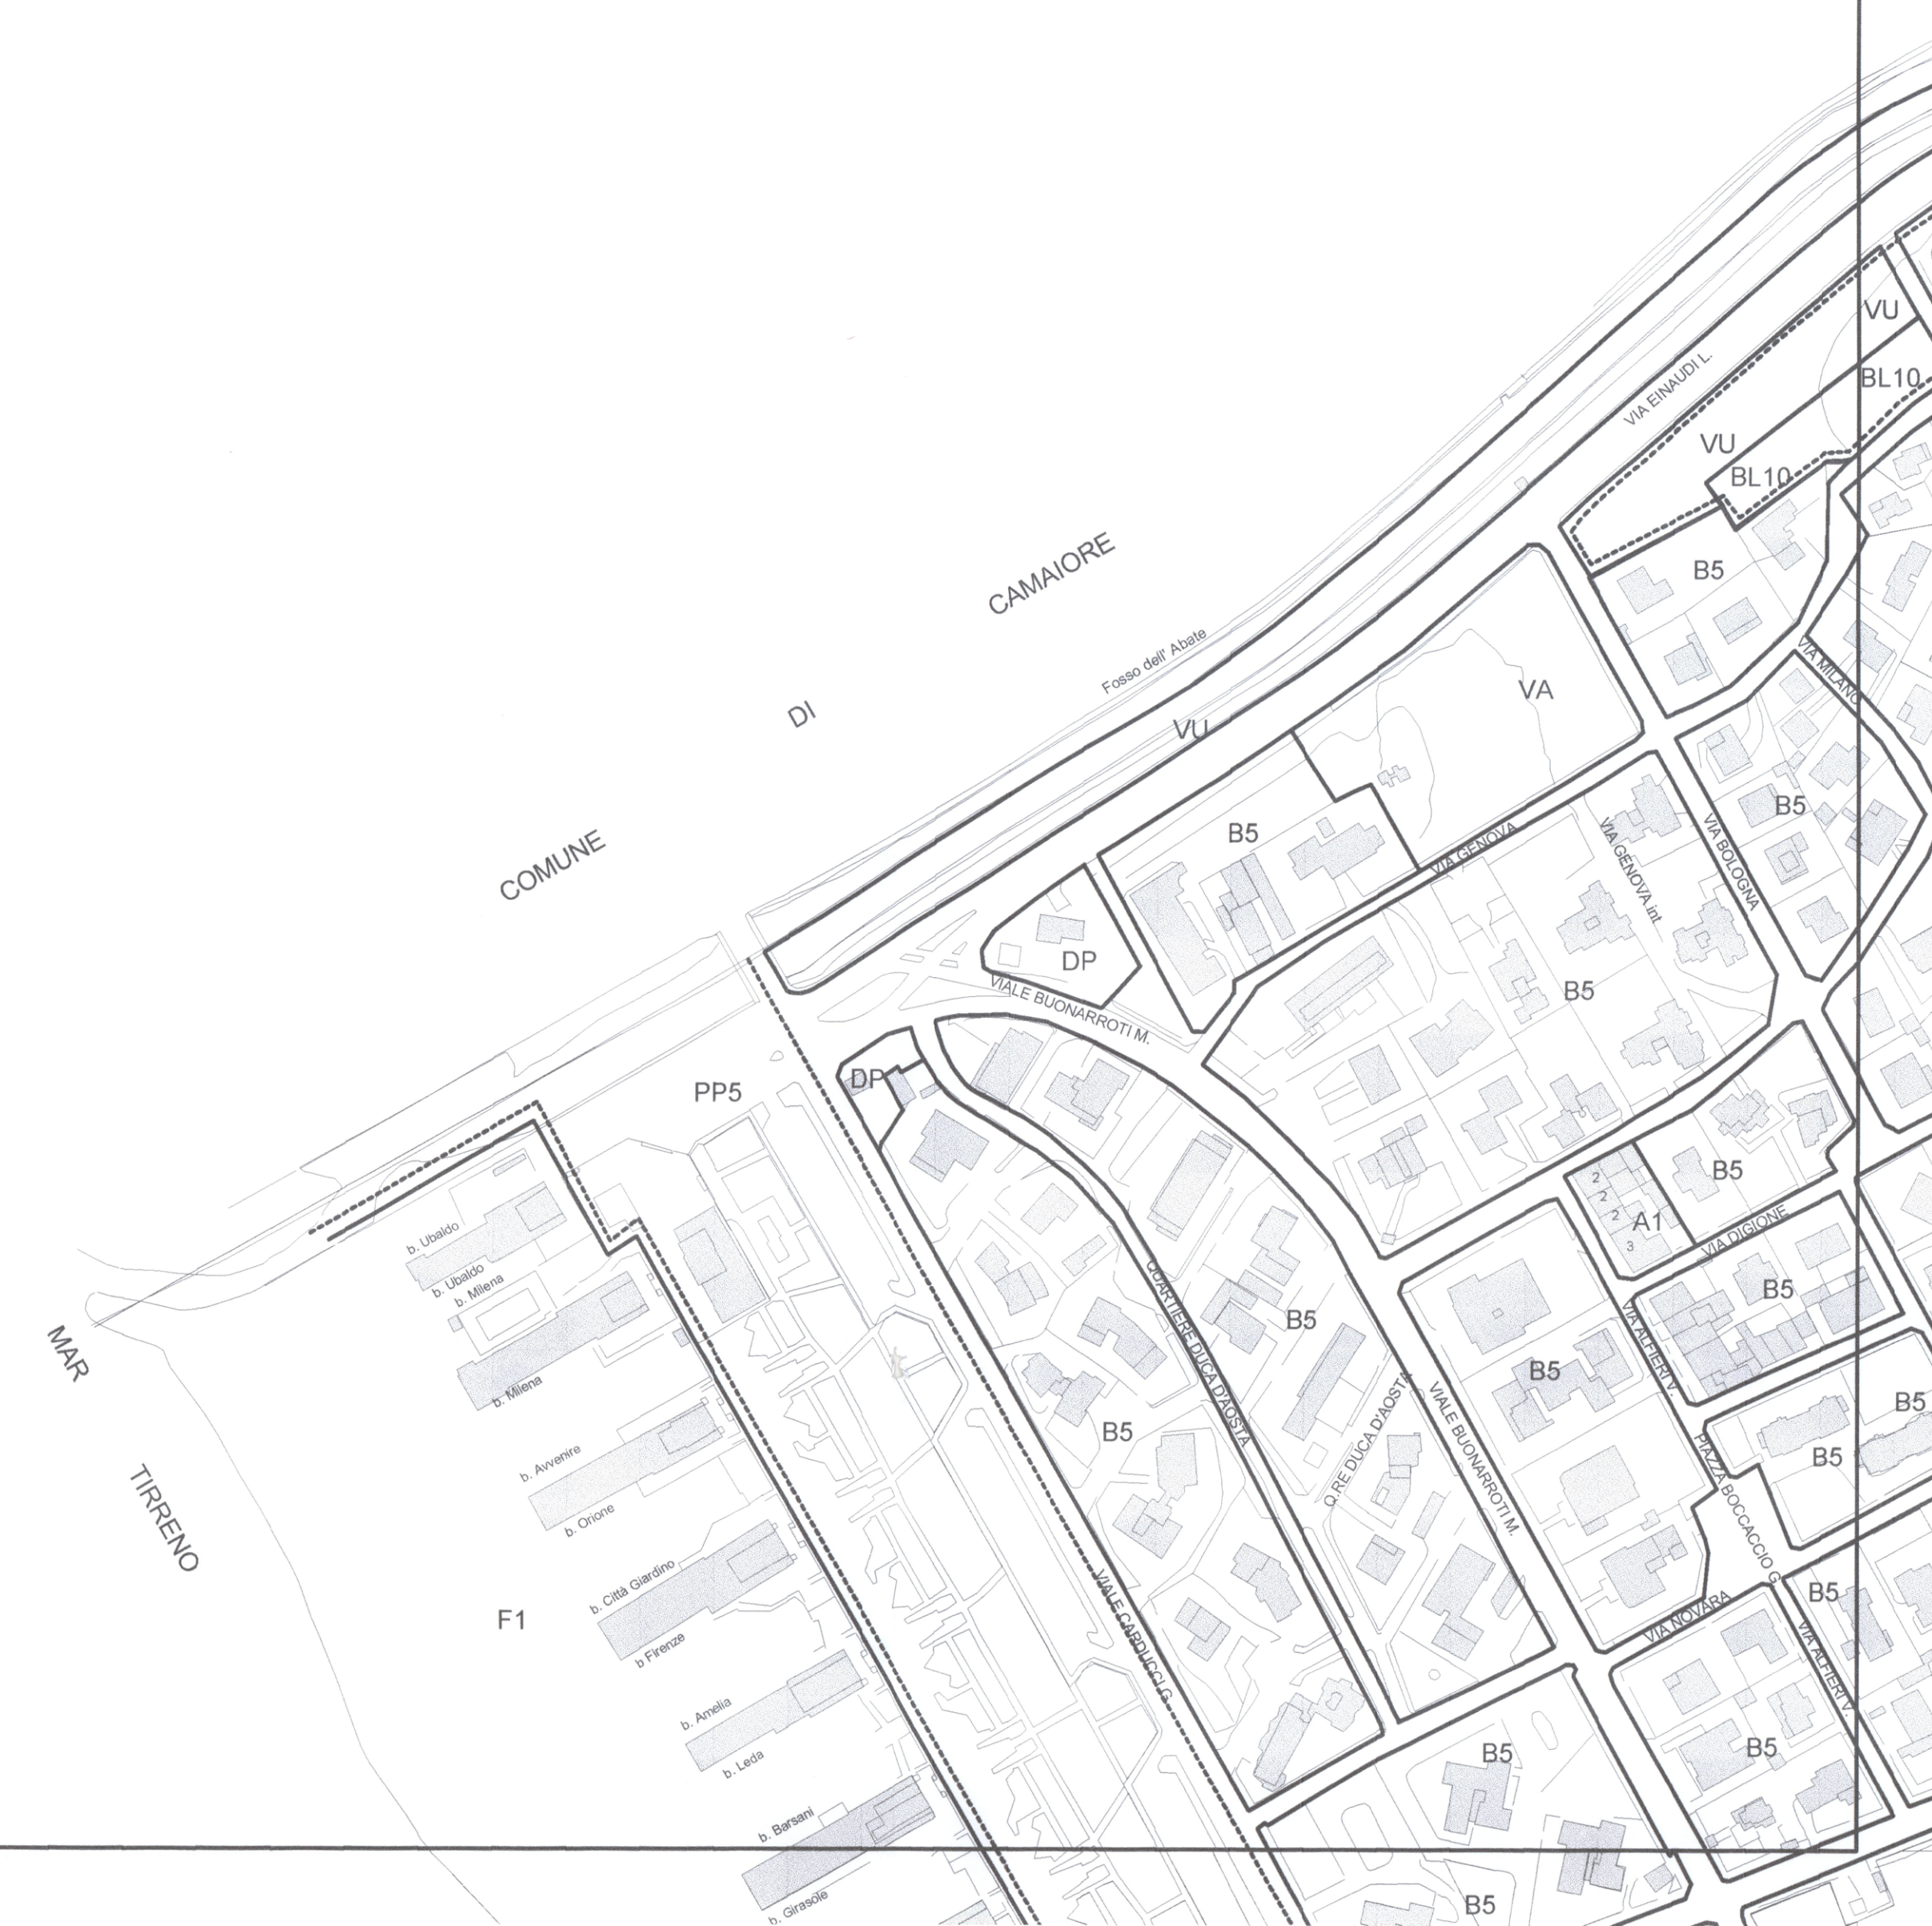 VU
VIA EINAUDI L.
BL10
VU
BL10
B5
CAMAIORE
Fosso dell' Abate
VIA MILANO
DI
VA
VU
B5
B5
VIA GENOVA
VIA GENOVA int.
VIA BOLOGNA
COMUNE
DP
VIALE BUONARROTI M.
B5
DP
PP5
B5
2
2
2
3
A1
VIA DIGIONE
b. Ubaldo
b. Ubaldo
b. Milena
QUARTIERE DUCA D'AOSTA
B5
B5
VIA ALFIERI V.
MAR
b. Milena
B5
Q.RE DUCA D'AOSTA
VIALE BUONARROTI M.
B5
B5
B5
PIAZZA BOCCACCIO G.
b. Avvenire
b. Orione
TIRRENO
b. Città Giardino
VIALE CARDUCCI G.
F1
b Firenze
B5
VIA NOVARA
VIA ALFIERI V.
b. Amelia
b. Leda
B5
B5
b. Barsani
b. Girasole
B5